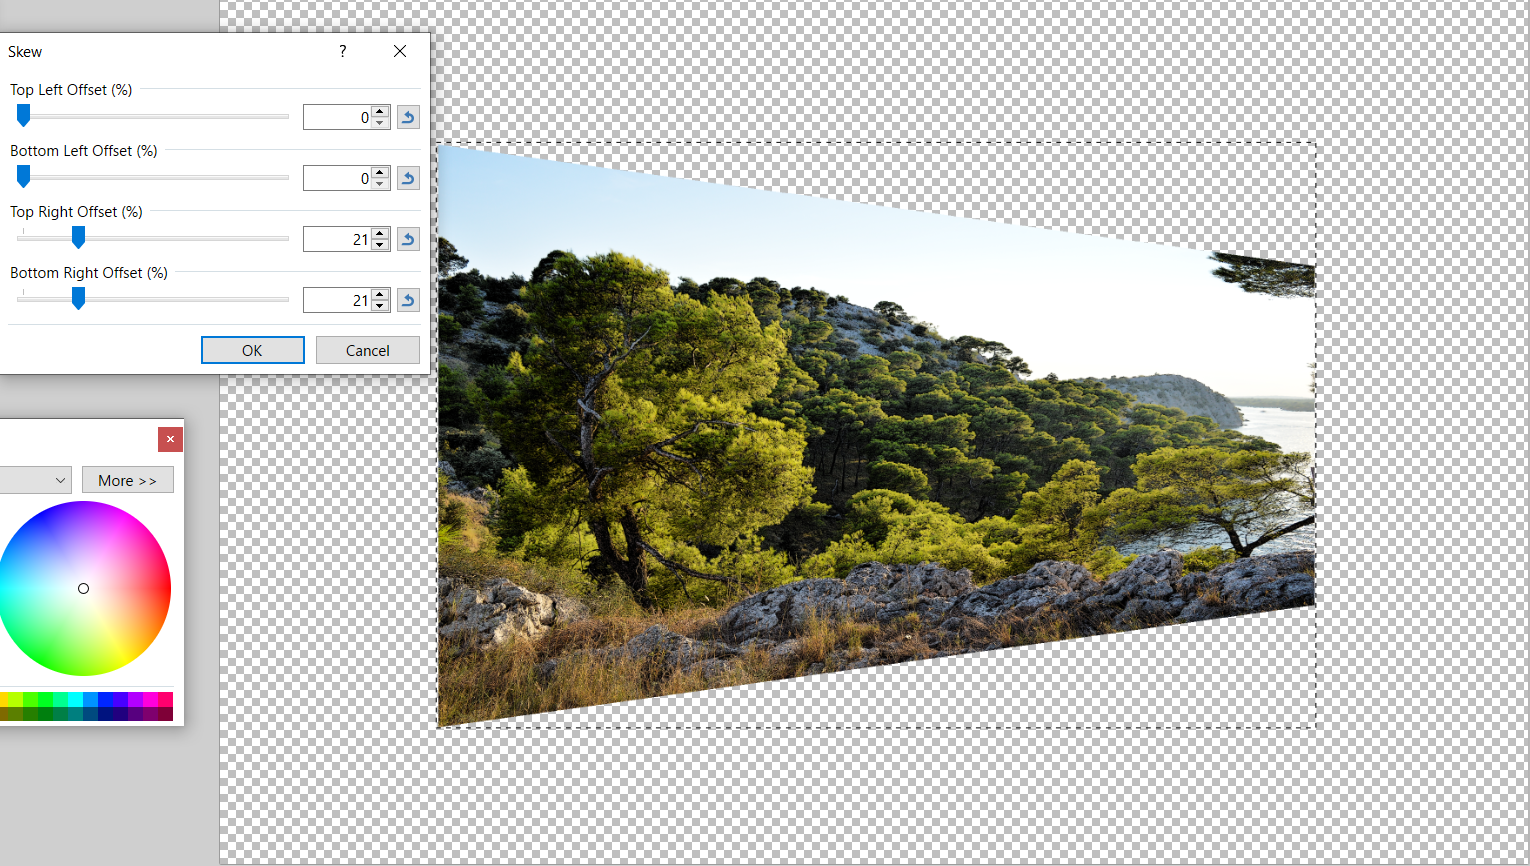 Skew
?
Top Left Offset (%)
0
Bottom Left Offset (%)
0
Top Right Offset (%)
21
Bottom Right Offset (%)
21
OK Cancel
More >>